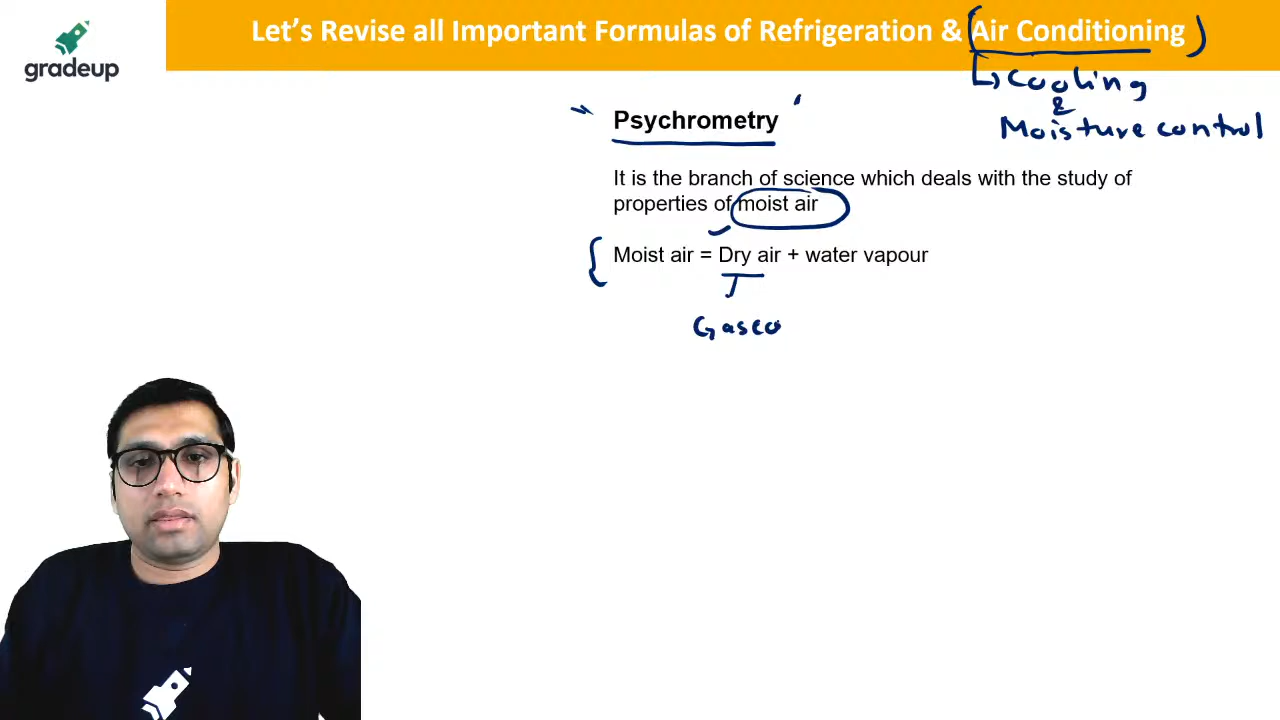 Let's Revise all Important Formulas of Refrigeration & Air Conditioning
gradeup
cooling
&
Moisture control
Psychrometry
It is the branch of science which deals with the study of
properties of moist air
Moist air = Dry air + water vapour
Gaseo